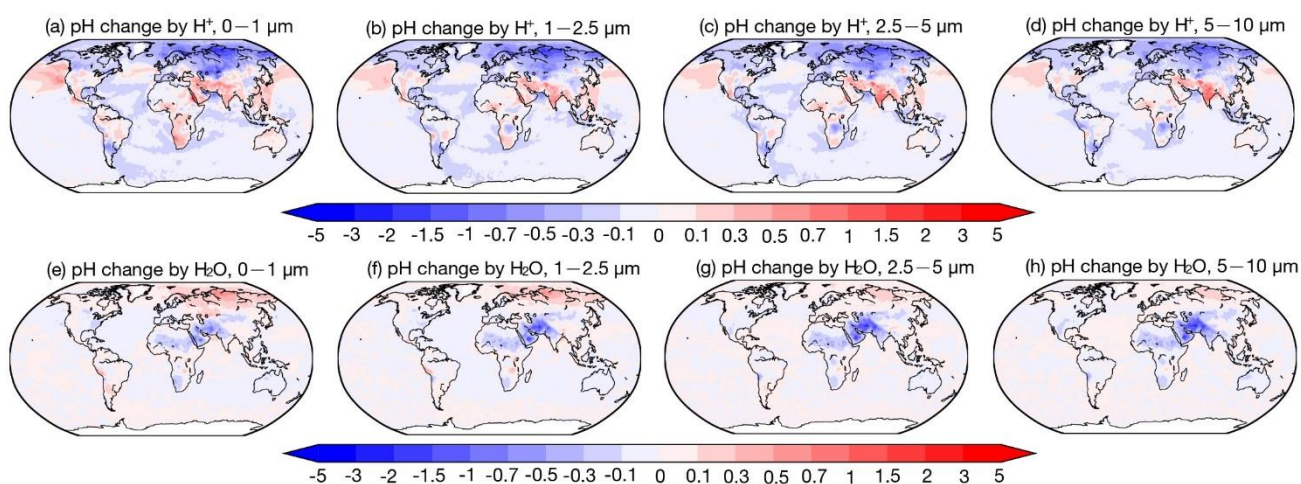 (a) pH change by H⁺, 0–1 µm
(b) pH change by H⁺, 1–2.5 µm
(c) pH change by H⁺, 2.5–5 µm
(d) pH change by H⁺, 5–10 µm
-5 -3 -2 -1.5 -1 -0.7 -0.5 -0.3 -0.1 0 0.1 0.3 0.5 0.7 1 1.5 2 3 5
(e) pH change by H₂O, 0–1 µm
(f) pH change by H₂O, 1–2.5 µm
(g) pH change by H₂O, 2.5–5 µm
(h) pH change by H₂O, 5–10 µm
-5 -3 -2 -1.5 -1 -0.7 -0.5 -0.3 -0.1 0 0.1 0.3 0.5 0.7 1 1.5 2 3 5